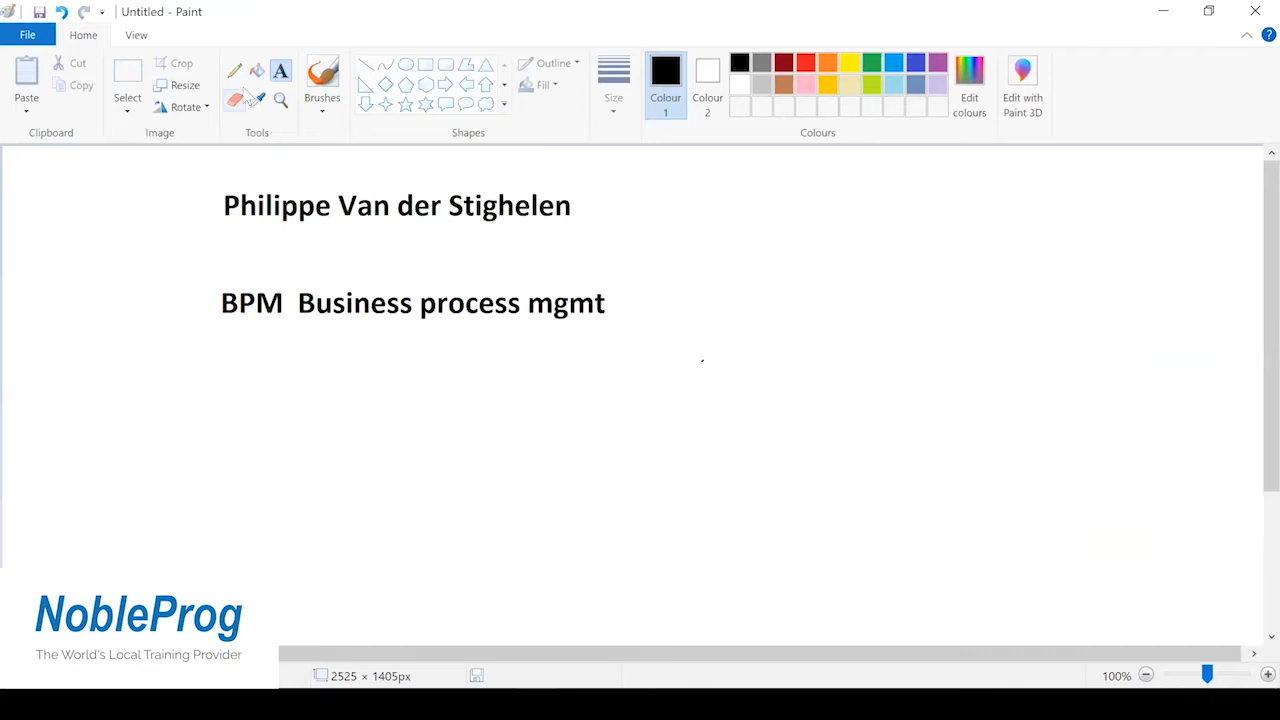 Untitled - Paint
File
Home
View
Paste
Cut
Copy
Clipboard
Select
Crop
Resize
Rotate
Image
A
Tools
Brushes
Outline
Fill
Shapes
Size
Colour 1
Colour 2
Edit colours
Edit with Paint 3D
Colours
Philippe Van der Stighelen
BPM Business process mgmt
NobleProg
The World's Local Training Provider
2525 × 1405px
100%